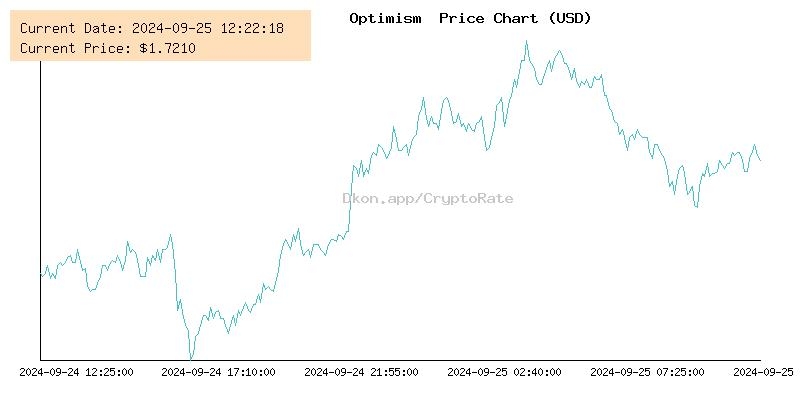 Optimism  Price Chart (USD)
Current Date: 2024-09-25 12:22:18
Current Price: $1.7210
Dkon.app/CryptoRate
2024-09-24 12:25:00 2024-09-24 17:10:00 2024-09-24 21:55:00 2024-09-25 02:40:00 2024-09-25 07:25:00 2024-09-25